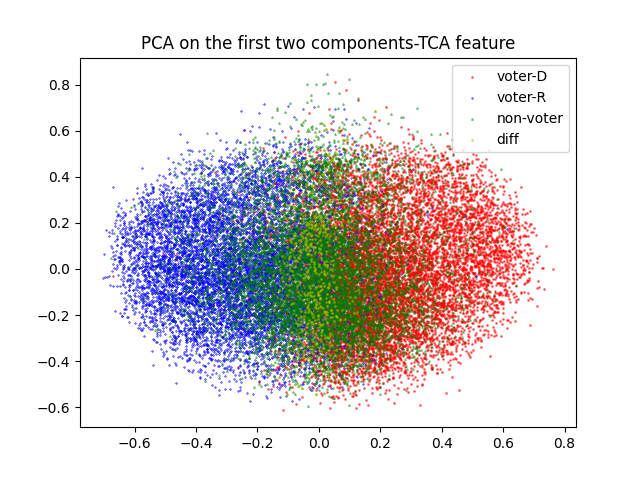 PCA on the first two components-TCA feature
voter-D
voter-R
non-voter
diff
0.8
0.6
0.4
0.2
0.0
−0.2
−0.4
−0.6
−0.6 −0.4 −0.2 0.0 0.2 0.4 0.6 0.8